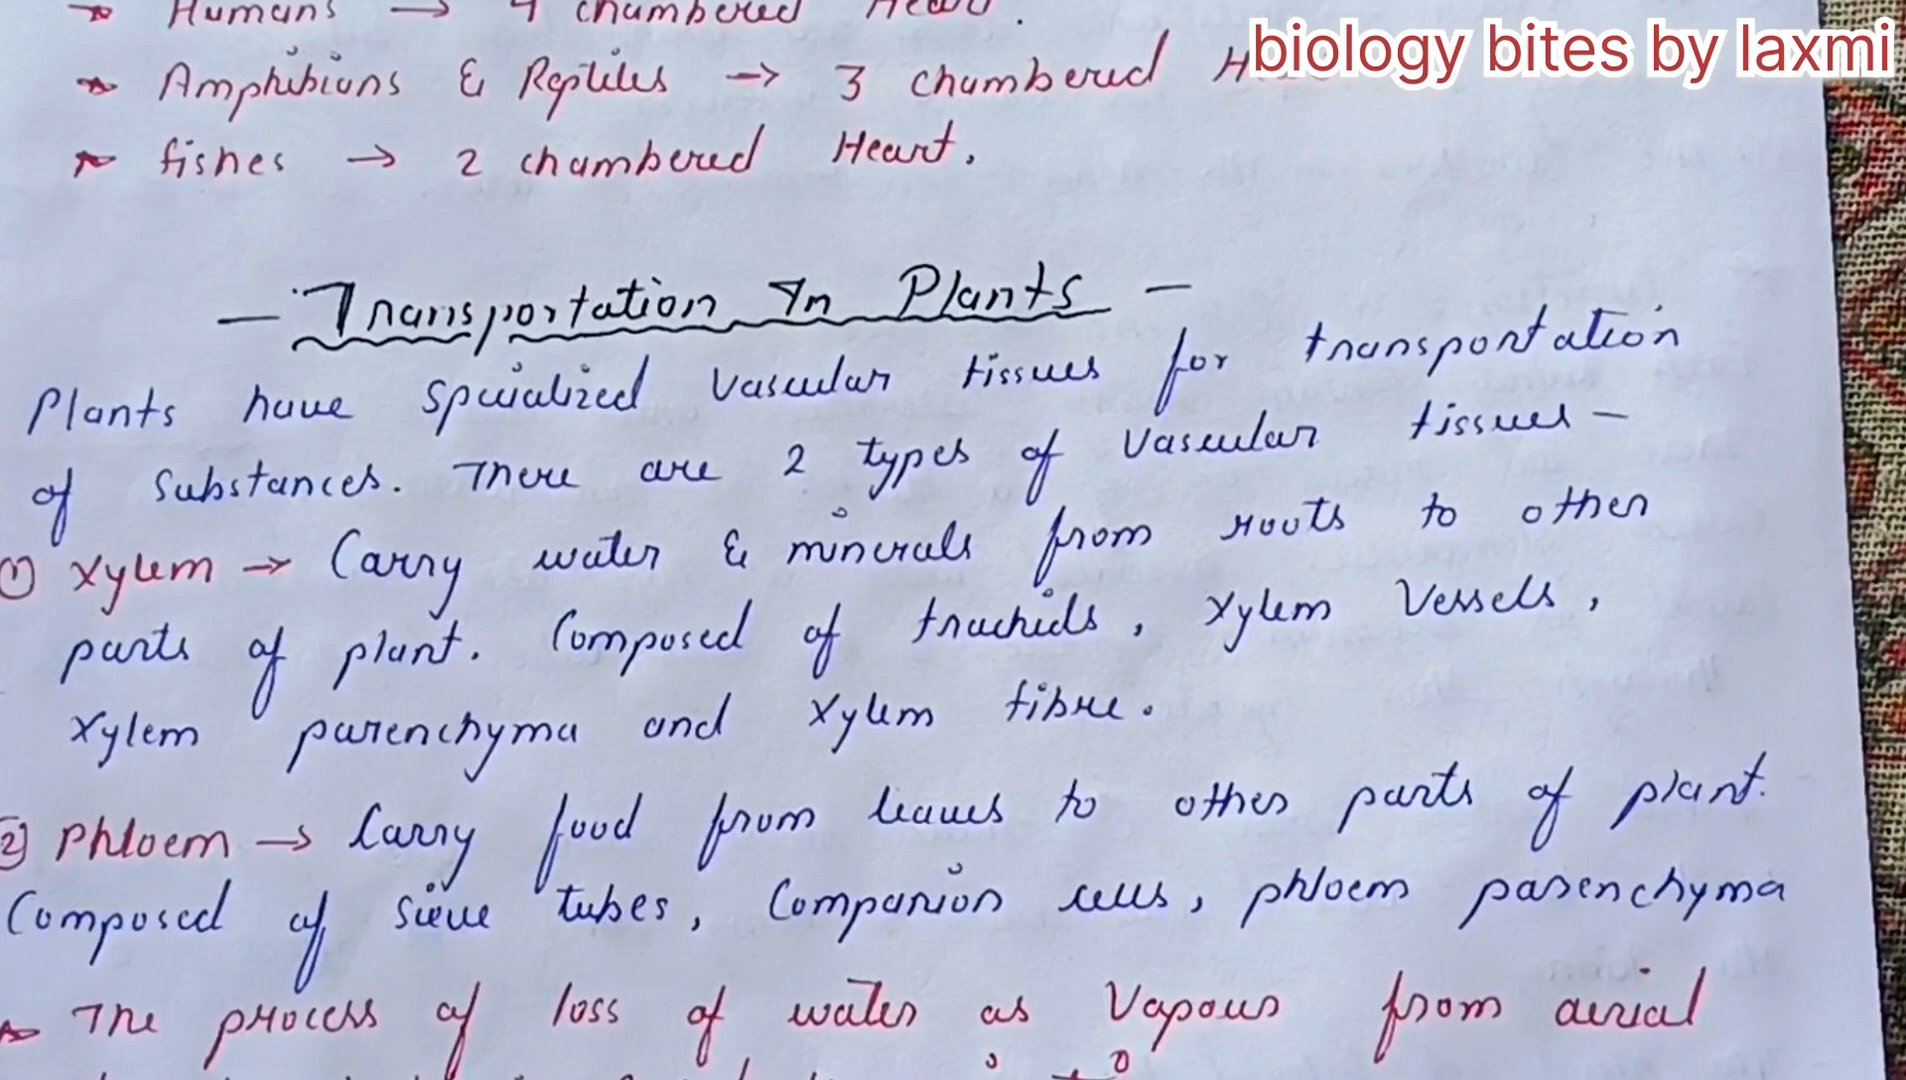 Humans → 4 chambered Heart.
biology bites by laxmi
Amphibians & Reptiles → 3 chambered
fishes → 2 chambered Heart.
— Transportation In Plants —
Plants have specialized vascular tissues for transportation
of substances. There are 2 types of vascular tissues —
① Xylem → Carry water & minerals from roots to other
parts of plant. Composed of tracheids, xylem vessels,
xylem parenchyma and xylem fibre.
② Phloem → Carry food from leaves to other parts of plant.
Composed of sieve tubes, companion cells, phloem parenchyma
The process of loss of water as vapour from aerial